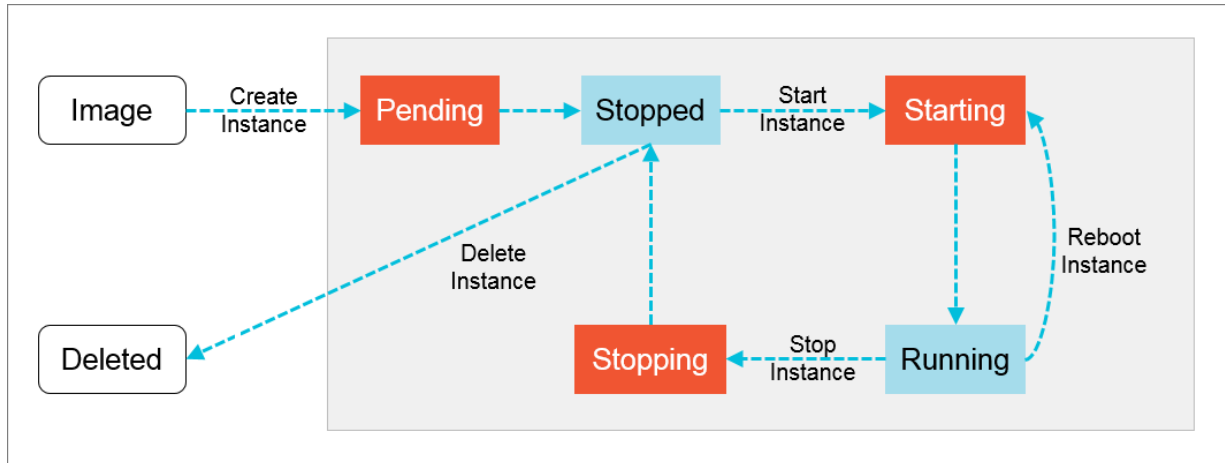 Image
Create
Instance
Pending
Stopped
Start
Instance
Starting
Delete
Instance
Reboot
Instance
Deleted
Stopping
Stop
Instance
Running